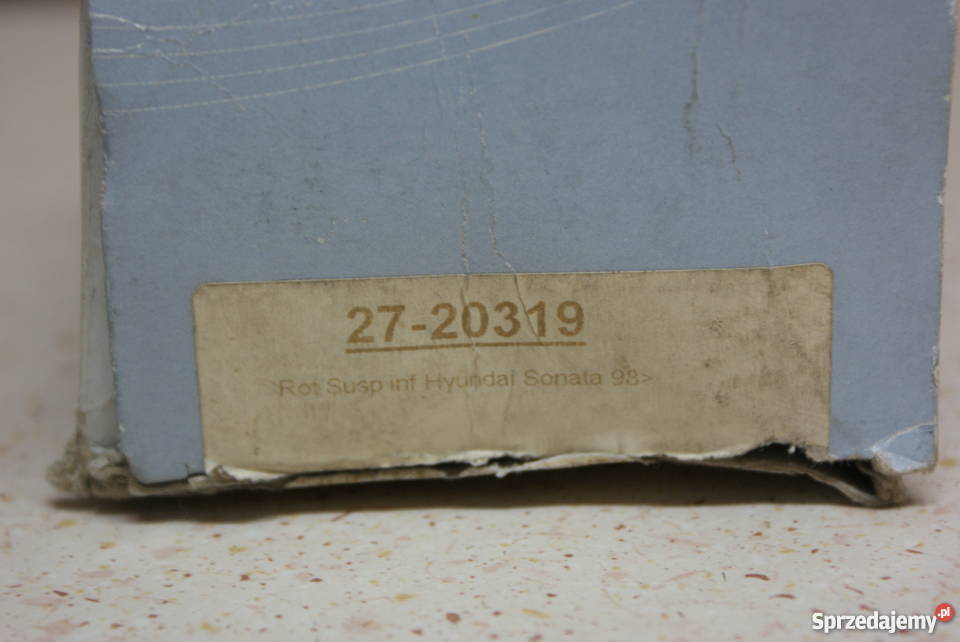 27-20319
Rot Susp inf Hyundai Sonata 98>
Sprzedajemy.pl